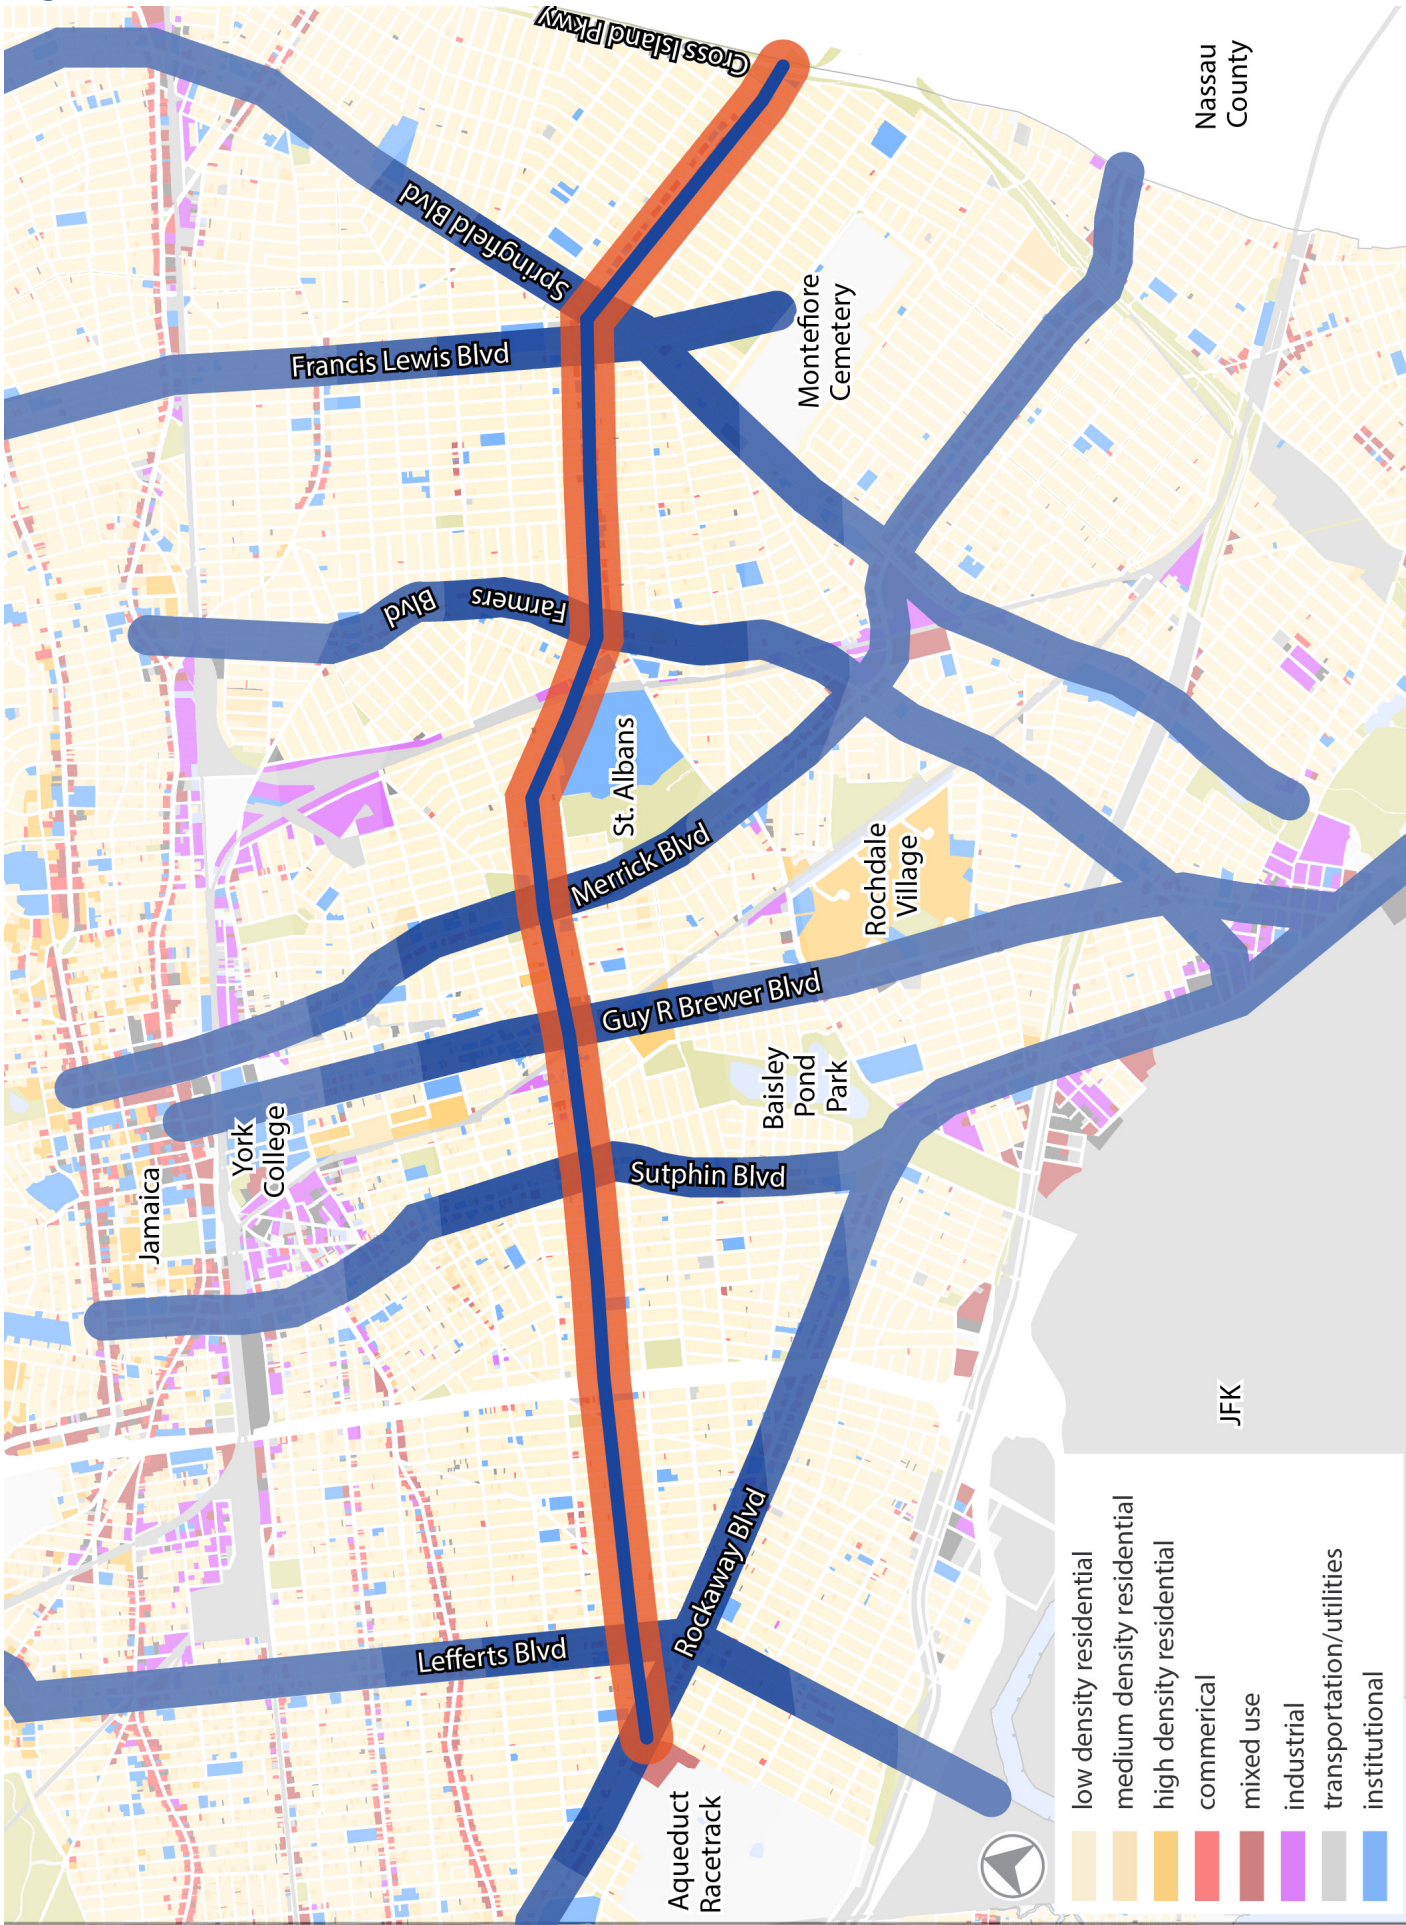 Cross Island Pkwy
Nassau
County
Springfield Blvd
Francis Lewis Blvd
Montefiore
Cemetery
Farmers
Blvd
St. Albans
Merrick Blvd
Rochdale
Village
Guy R Brewer Blvd
Baisley
Pond
Park
York
College
Jamaica
Sutphin Blvd
JFK
Rockaway Blvd
Lefferts Blvd
Aqueduct
Racetrack
low density residential
medium density residential
high density residential
commerical
mixed use
industrial
transportation/utilities
institutional